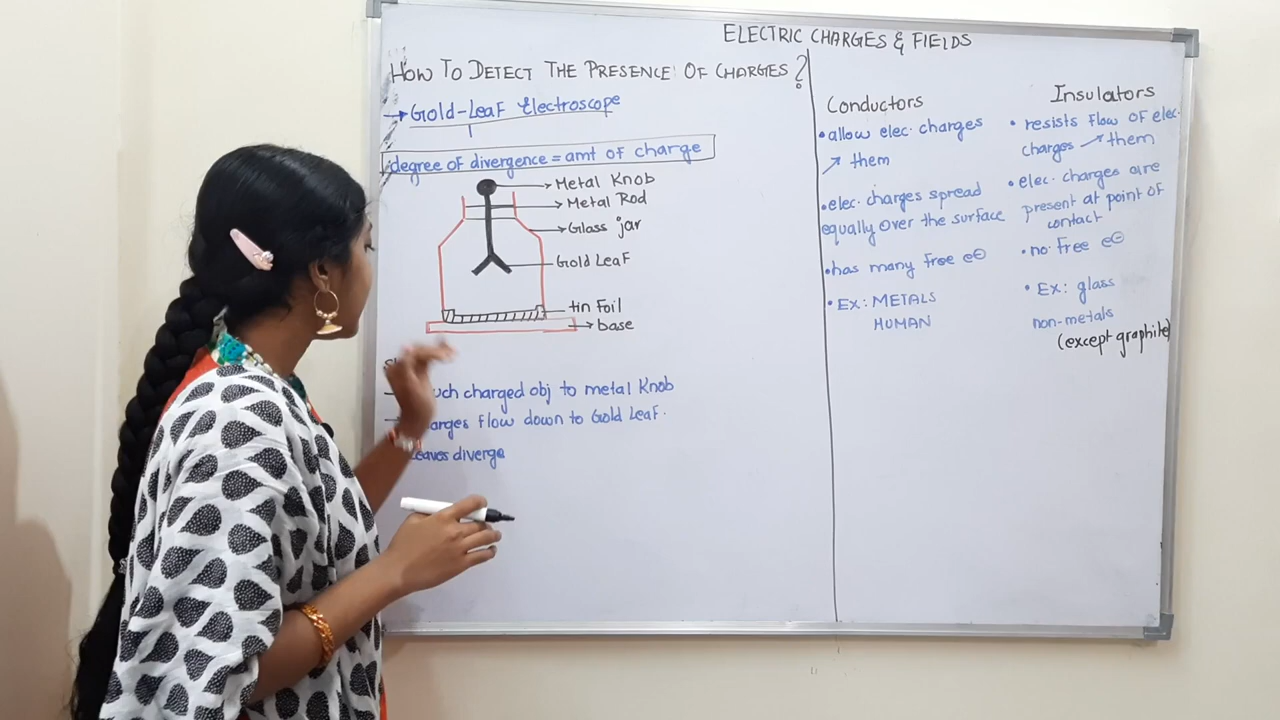 ELECTRIC CHARGES & FIELDS
HOW TO DETECT THE PRESENCE OF CHARGES?
→ Gold-Leaf Electroscope
degree of divergence = amt of charge
→ Metal Knob
→ Metal Rod
→ Glass jar
Gold Leaf
tin Foil
→ base
uch charged obj to metal Knob
arges flow down to Gold Leaf.
eaves diverge
Conductors
• allow elec. charges
↗ them
• elec. charges spread
equally over the surface
• has many free e⊖
• Ex: METALS
HUMAN
Insulators
• resists flow of elec.
charges ↗ them
• elec. charges are
present at point of
contact
• no free e⊖
• Ex: glass
non-metals
(except graphite)